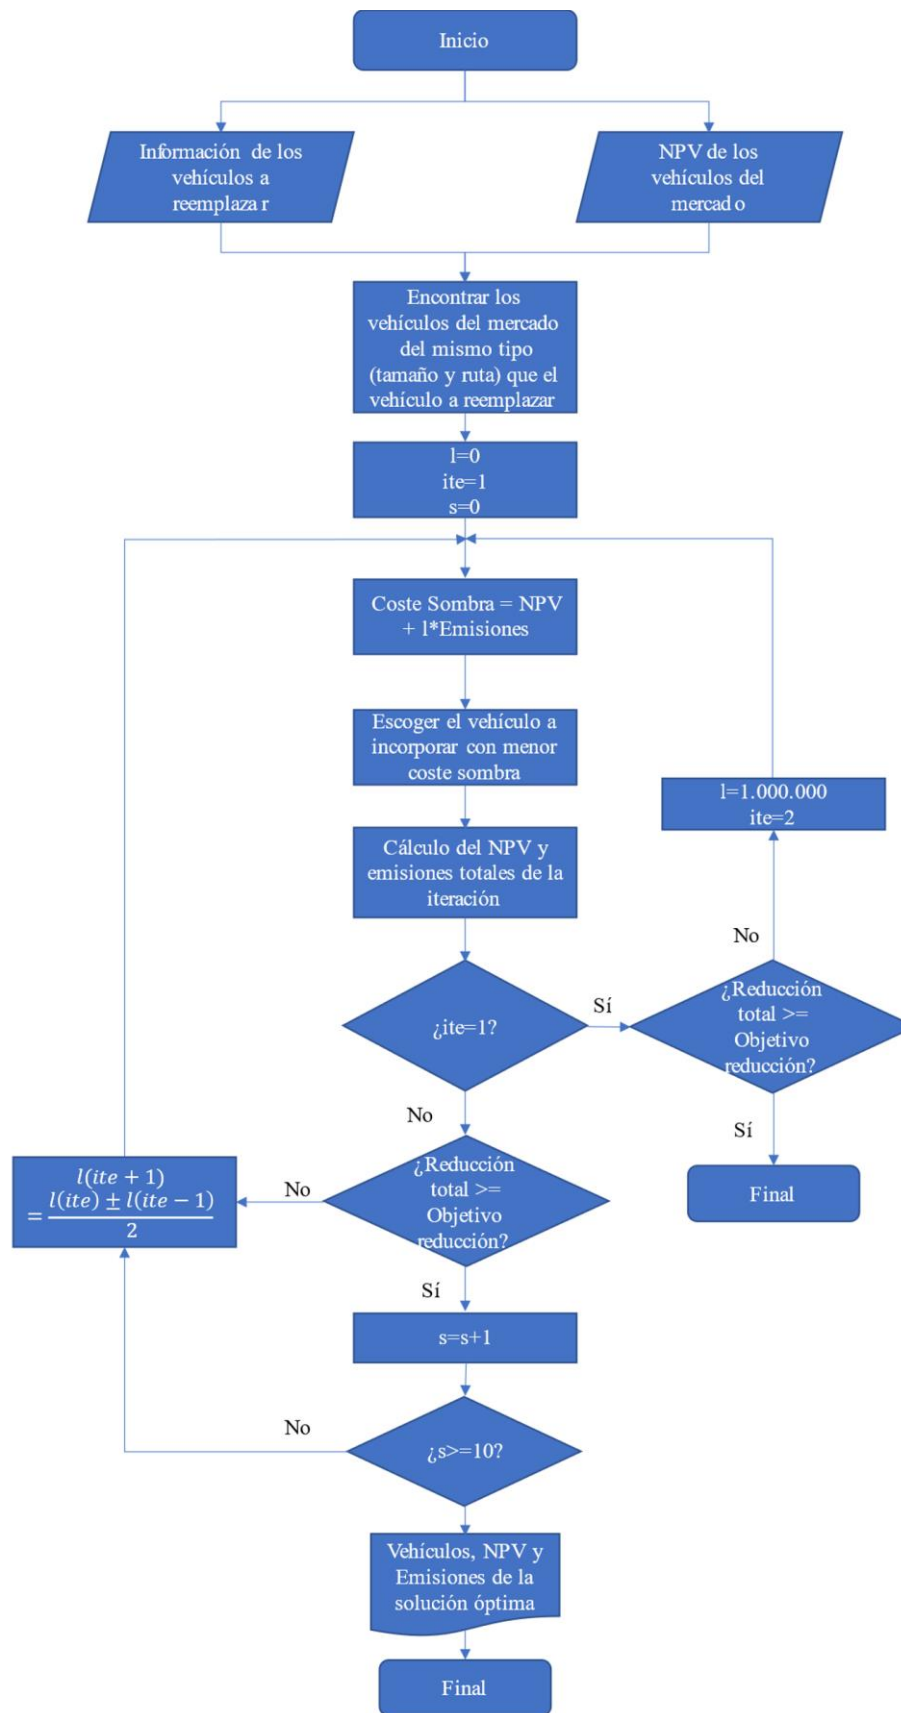 Inicio
Información de los
vehículos a
reemplazar
NPV de los
vehículos del
mercado
Encontrar los
vehículos del mercado
del mismo tipo
(tamaño y ruta) que el
vehículo a reemplazar
l=0
ite=1
s=0
Coste Sombra = NPV
+ l*Emisiones
Escoger el vehículo a
incorporar con menor
coste sombra
l=1.000.000
ite=2
Cálculo del NPV y
emisiones totales de la
iteración
No
¿ite=1?
Sí
¿Reducción
total >=
Objetivo
reducción?
No
Sí
Final
l(ite + 1)
= l(ite) ± l(ite − 1)
2
No
¿Reducción
total >=
Objetivo
reducción?
Sí
s=s+1
No
¿s>=10?
Vehículos, NPV y
Emisiones de la
solución óptima
Final